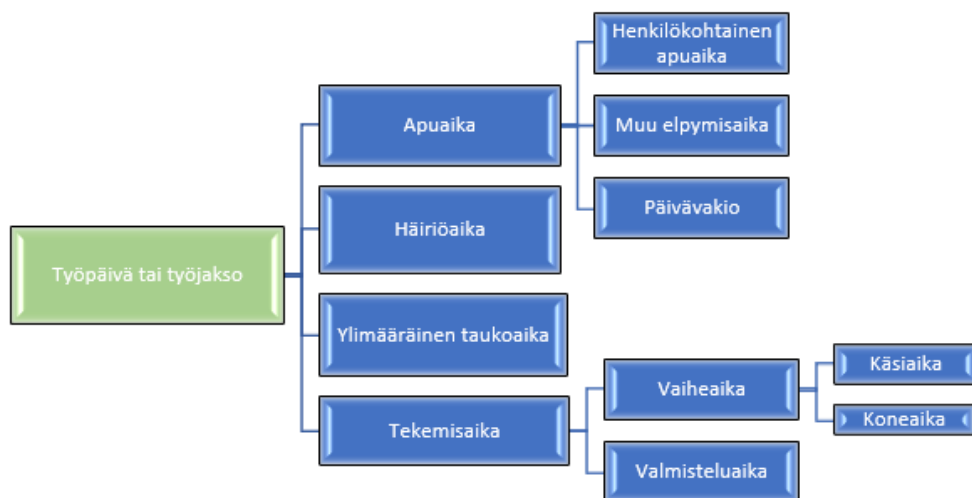 Henkilökohtainen
apuaika
Apuaika
Muu elpymisaika
Päivävakio
Häiriöaika
Työpäivä tai työjakso
Ylimääräinen taukoaika
Vaiheaika
Käsiaika
Koneaika
Tekemisaika
Valmisteluaika